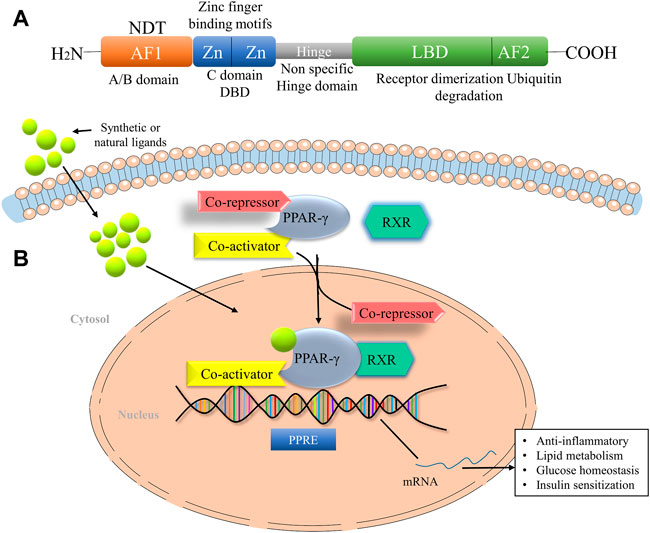 A
NDT
Zinc finger
binding motifs
H₂N
AF1
Zn
Zn
Hinge
LBD
AF2
COOH
A/B domain
C domain
DBD
Non specific
Hinge domain
Receptor dimerization Ubiquitin
degradation
Synthetic or
natural ligands
Co-repressor
PPAR-γ
RXR
Co-activator
B
Cytosol
Co-repressor
PPAR-γ
RXR
Co-activator
Nucleus
PPRE
mRNA
• Anti-inflammatory
• Lipid metabolism
• Glucose homeostasis
• Insulin sensitization